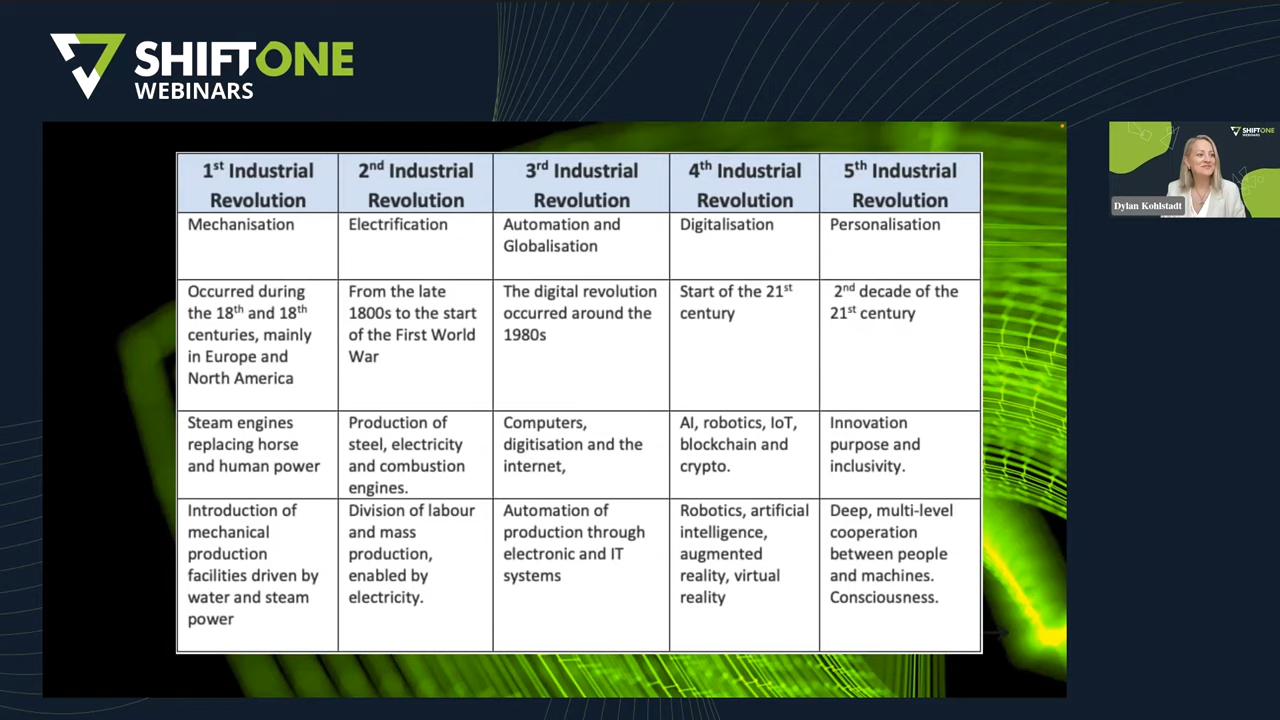 SHIFTONE
WEBINARS
1st Industrial
Revolution
2nd Industrial
Revolution
3rd Industrial
Revolution
4th Industrial
Revolution
5th Industrial
Revolution
Mechanisation
Electrification
Automation and
Globalisation
Digitalisation
Personalisation
Occurred during
the 18th and 18th
centuries, mainly
in Europe and
North America
From the late
1800s to the start
of the First World
War
The digital revolution
occurred around the
1980s
Start of the 21st
century
2nd decade of the
21st century
Steam engines
replacing horse
and human power
Production of
steel, electricity
and combustion
engines.
Computers,
digitisation and the
internet,
AI, robotics, IoT,
blockchain and
crypto.
Innovation
purpose and
inclusivity.
Introduction of
mechanical
production
facilities driven by
water and steam
power
Division of labour
and mass
production,
enabled by
electricity.
Automation of
production through
electronic and IT
systems
Robotics, artificial
intelligence,
augmented
reality, virtual
reality
Deep, multi-level
cooperation
between people
and machines.
Consciousness.
SHIFTONE
WEBINARS
Dylan Kohlstadt